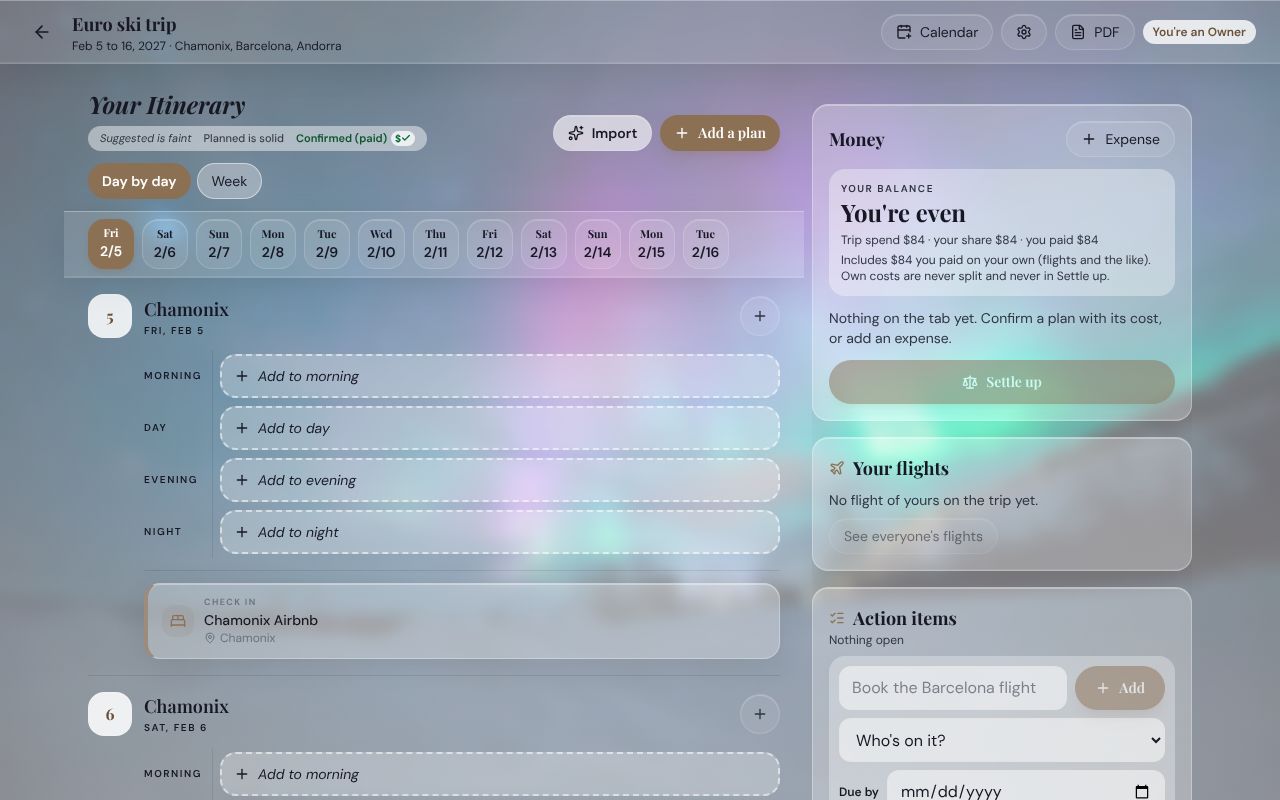 Euro ski trip
Feb 5 to 16, 2027 · Chamonix, Barcelona, Andorra
Calendar
PDF
You're an Owner
Your Itinerary
Suggested is faint Planned is solid Confirmed (paid) $✓
Import
+ Add a plan
Day by day
Week
Fri 2/5
Sat 2/6
Sun 2/7
Mon 2/8
Tue 2/9
Wed 2/10
Thu 2/11
Fri 2/12
Sat 2/13
Sun 2/14
Mon 2/15
Tue 2/16
5
Chamonix
FRI, FEB 5
+
MORNING
+ Add to morning
DAY
+ Add to day
EVENING
+ Add to evening
NIGHT
+ Add to night
CHECK IN
Chamonix Airbnb
Chamonix
6
Chamonix
SAT, FEB 6
+
MORNING
+ Add to morning
Money
+ Expense
YOUR BALANCE
You're even
Trip spend $84 · your share $84 · you paid $84
Includes $84 you paid on your own (flights and the like).
Own costs are never split and never in Settle up.
Nothing on the tab yet. Confirm a plan with its cost,
or add an expense.
Settle up
Your flights
No flight of yours on the trip yet.
See everyone's flights
Action items
Nothing open
Book the Barcelona flight
+ Add
Who's on it?
Due by
mm/dd/yyyy